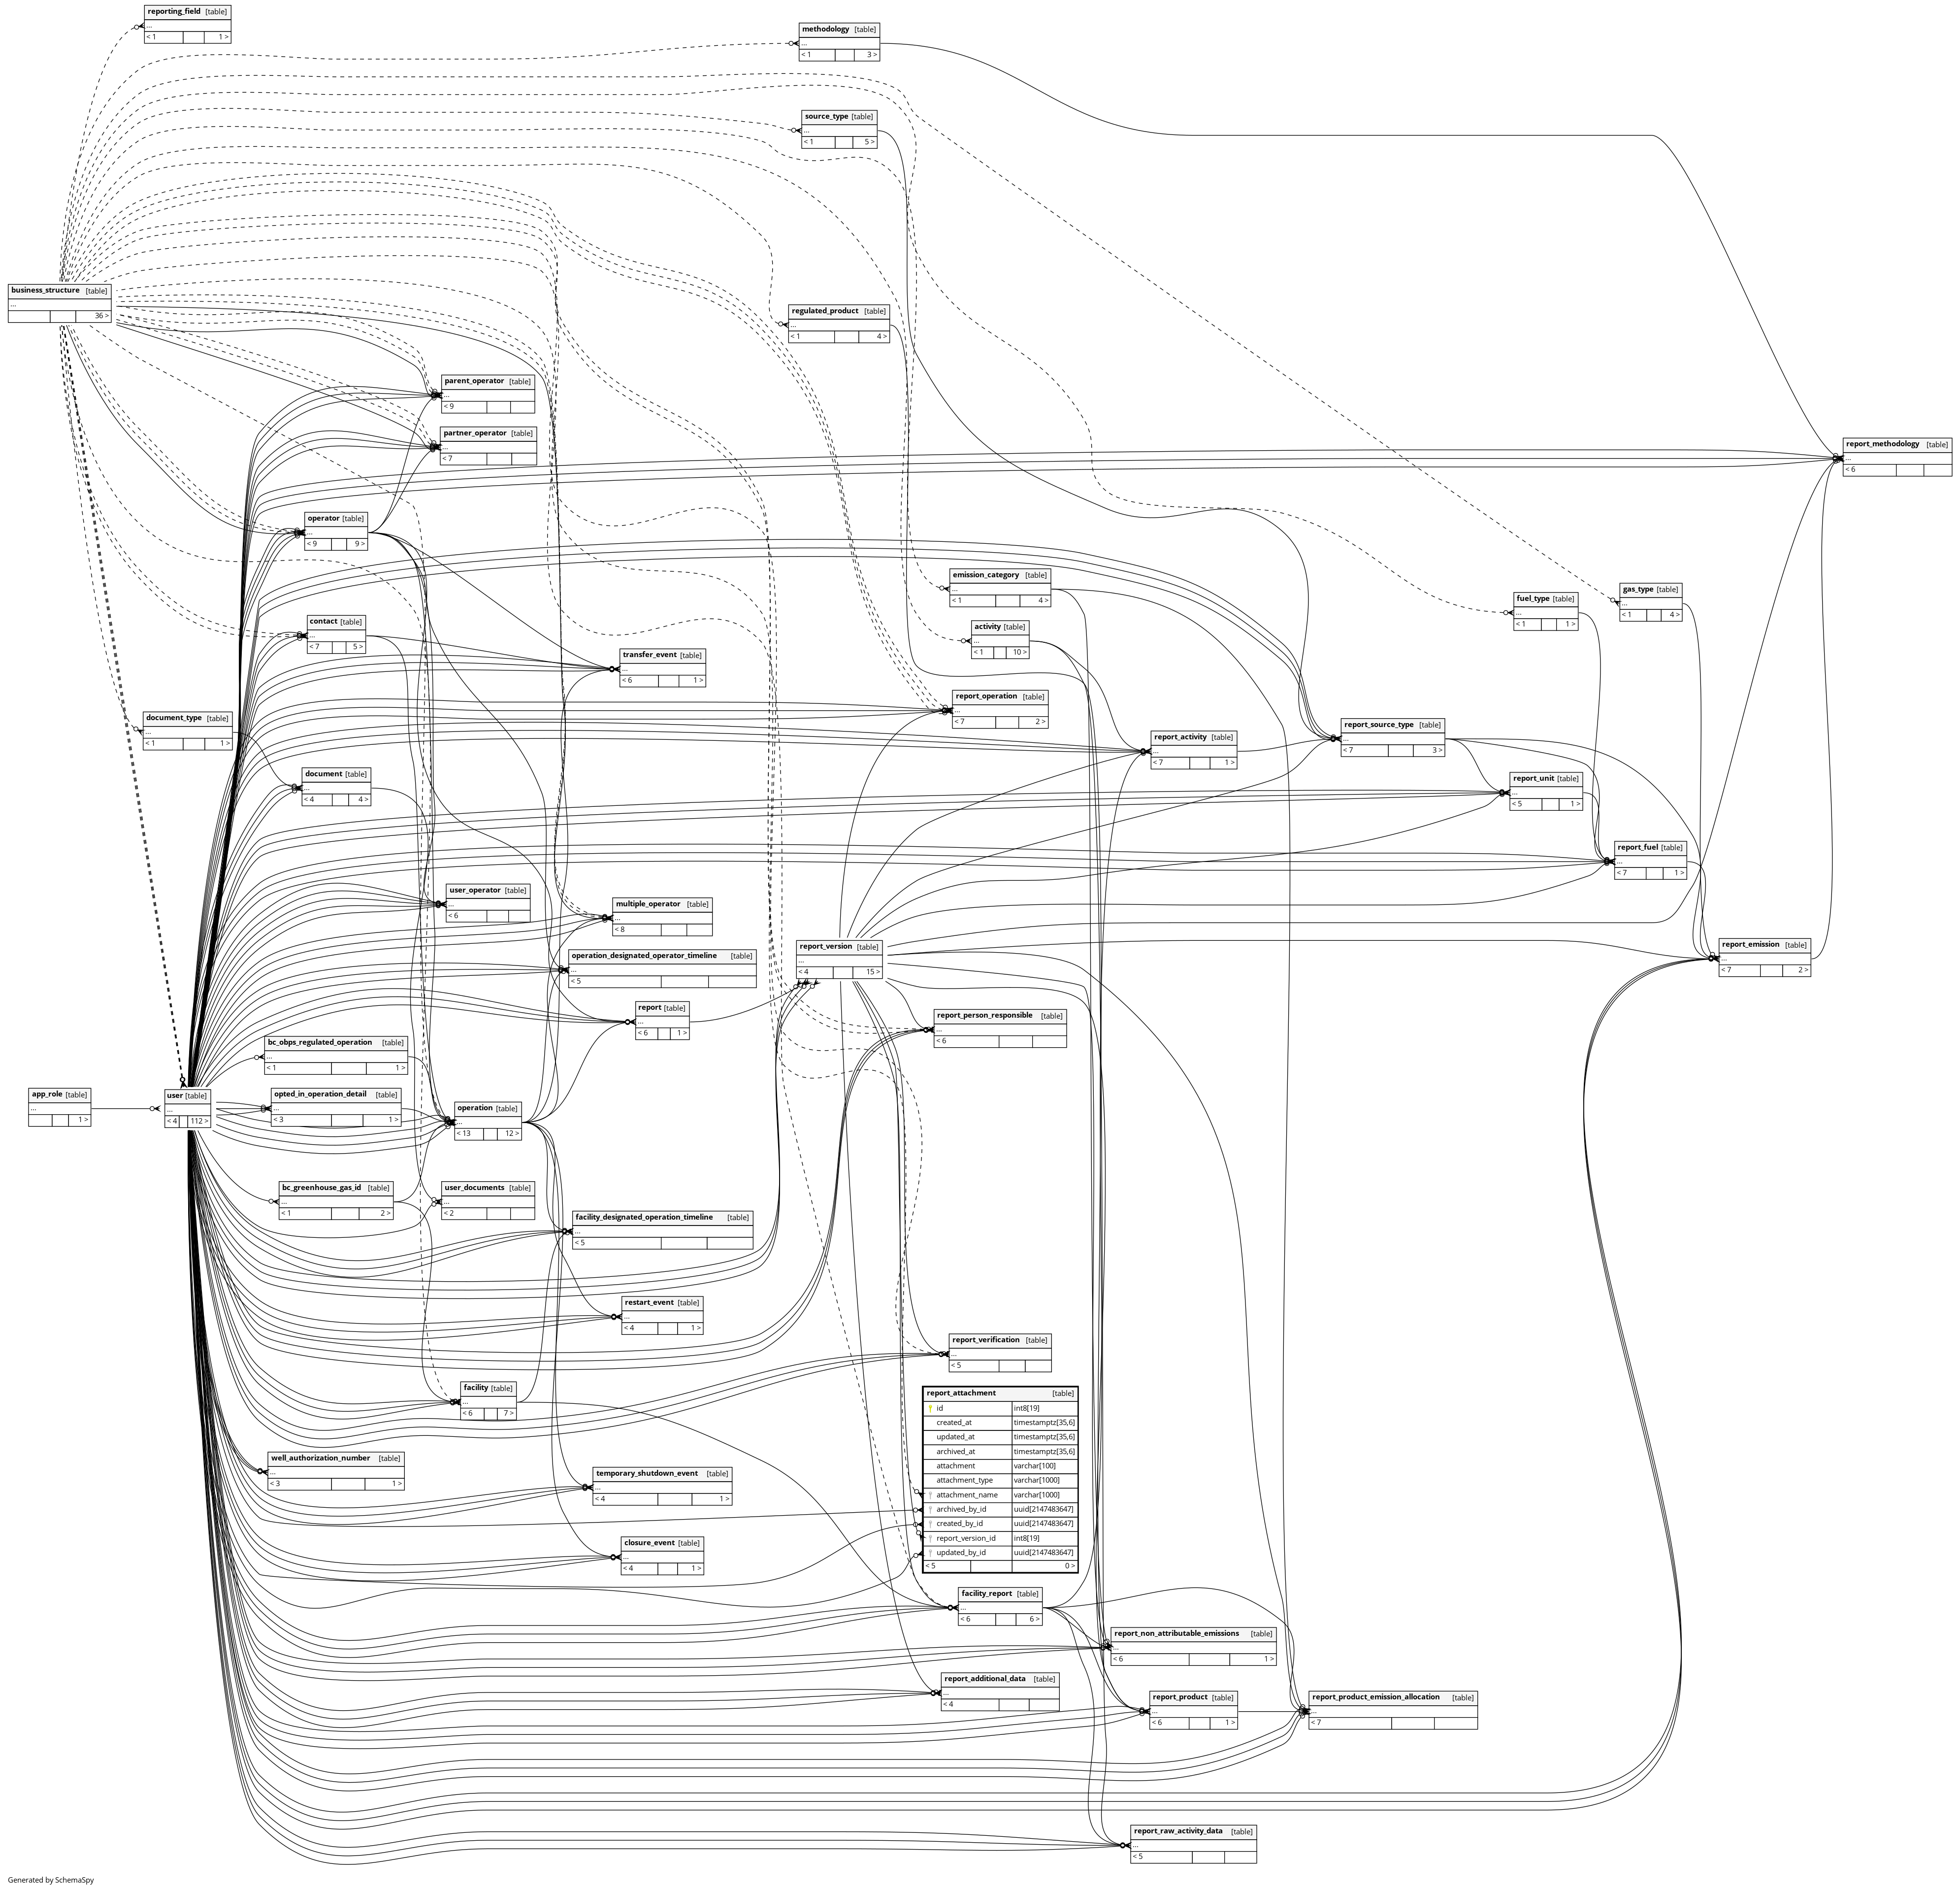 reporting_field [table]
...
< 1 1 >
methodology [table]
...
< 1 3 >
source_type [table]
...
< 1 5 >
business_structure [table]
...
36 >
regulated_product [table]
...
< 1 4 >
parent_operator [table]
...
< 9
partner_operator [table]
...
< 7
report_methodology [table]
...
< 6
operator [table]
...
< 9 9 >
emission_category [table]
...
< 1 4 >
fuel_type [table]
...
< 1 1 >
gas_type [table]
...
< 1 4 >
contact [table]
...
< 7 5 >
activity [table]
...
< 1 10 >
transfer_event [table]
...
< 6 1 >
report_operation [table]
...
< 7 2 >
document_type [table]
...
< 1 1 >
report_source_type [table]
...
< 7 3 >
report_activity [table]
...
< 7 1 >
document [table]
...
< 4 4 >
report_unit [table]
...
< 5 1 >
report_fuel [table]
...
< 7 1 >
user_operator [table]
...
< 6
multiple_operator [table]
...
< 8
report_version [table]
...
< 4 15 >
report_emission [table]
...
< 7 2 >
operation_designated_operator_timeline [table]
...
< 5
report [table]
...
< 6 1 >
report_person_responsible [table]
...
< 6
bc_obps_regulated_operation [table]
...
< 1 1 >
app_role [table]
...
1 >
user [table]
...
< 4 112 >
opted_in_operation_detail [table]
...
< 3 1 >
operation [table]
...
< 13 12 >
bc_greenhouse_gas_id [table]
...
< 1 2 >
user_documents [table]
...
< 2
facility_designated_operation_timeline [table]
...
< 5
restart_event [table]
...
< 4 1 >
report_verification [table]
...
< 5
facility [table]
...
< 6 7 >
report_attachment [table]
id int8[19]
created_at timestamptz[35,6]
updated_at timestamptz[35,6]
archived_at timestamptz[35,6]
attachment varchar[100]
attachment_type varchar[1000]
attachment_name varchar[1000]
archived_by_id uuid[2147483647]
created_by_id uuid[2147483647]
report_version_id int8[19]
updated_by_id uuid[2147483647]
< 5 0 >
well_authorization_number [table]
...
< 3 1 >
temporary_shutdown_event [table]
...
< 4 1 >
closure_event [table]
...
< 4 1 >
facility_report [table]
...
< 6 6 >
report_non_attributable_emissions [table]
...
< 6 1 >
report_additional_data [table]
...
< 4
report_product [table]
...
< 6 1 >
report_product_emission_allocation [table]
...
< 7
report_raw_activity_data [table]
...
< 5
Generated by SchemaSpy